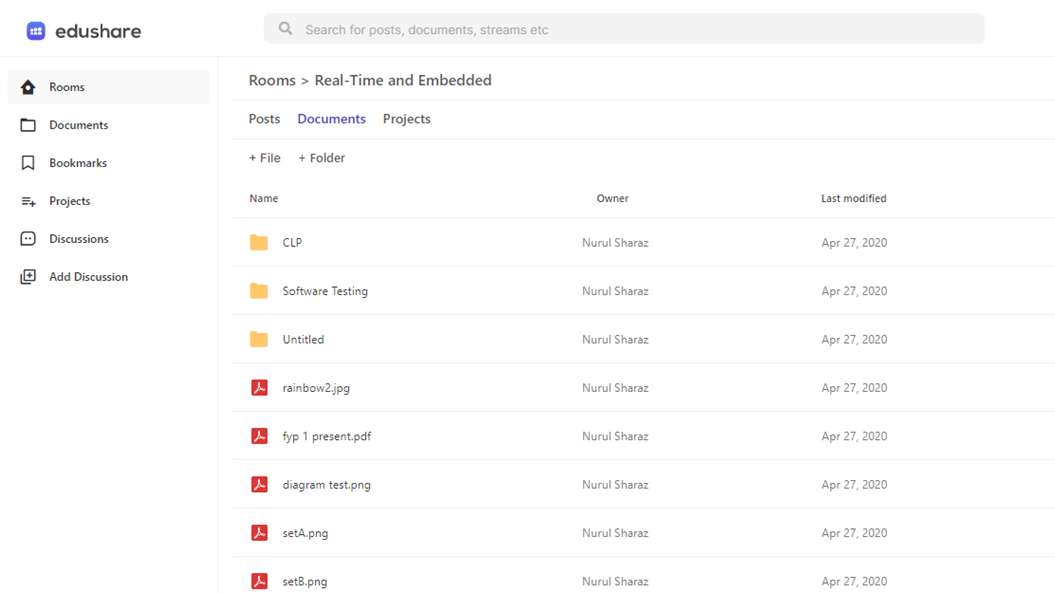 edushare
Search for posts, documents, streams etc
Rooms
Documents
Bookmarks
Projects
Discussions
Add Discussion
Rooms > Real-Time and Embedded
Posts Documents Projects
+ File + Folder
Name Owner Last modified
CLP Nurul Sharaz Apr 27, 2020
Software Testing Nurul Sharaz Apr 27, 2020
Untitled Nurul Sharaz Apr 27, 2020
rainbow2.jpg Nurul Sharaz Apr 27, 2020
fyp 1 present.pdf Nurul Sharaz Apr 27, 2020
diagram test.png Nurul Sharaz Apr 27, 2020
setA.png Nurul Sharaz Apr 27, 2020
setB.png Nurul Sharaz Apr 27, 2020